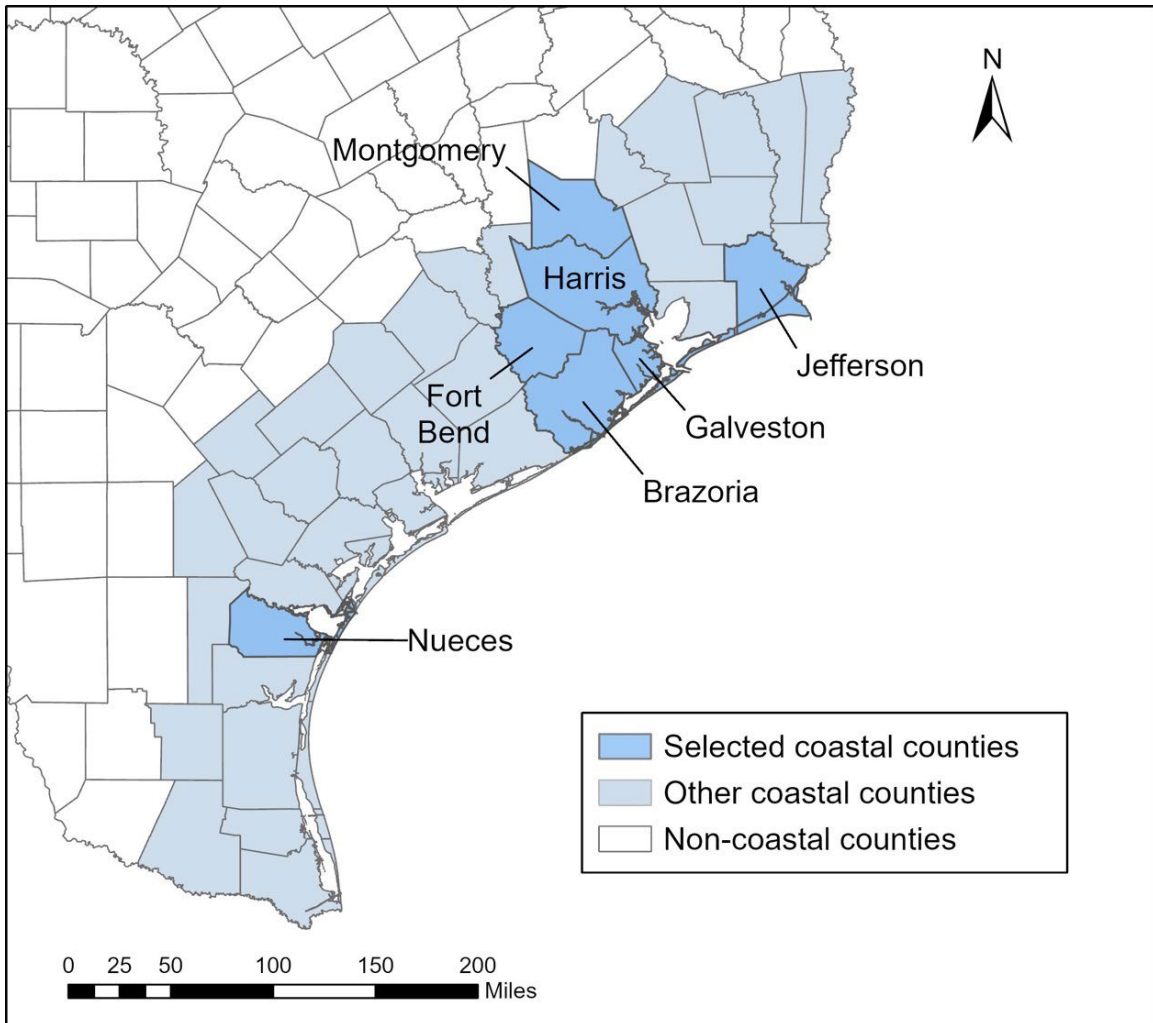 N
Montgomery
Harris
Jefferson
Fort
Bend
Galveston
Brazoria
Nueces
Selected coastal counties
Other coastal counties
Non-coastal counties
0 25 50 100 150 200
Miles